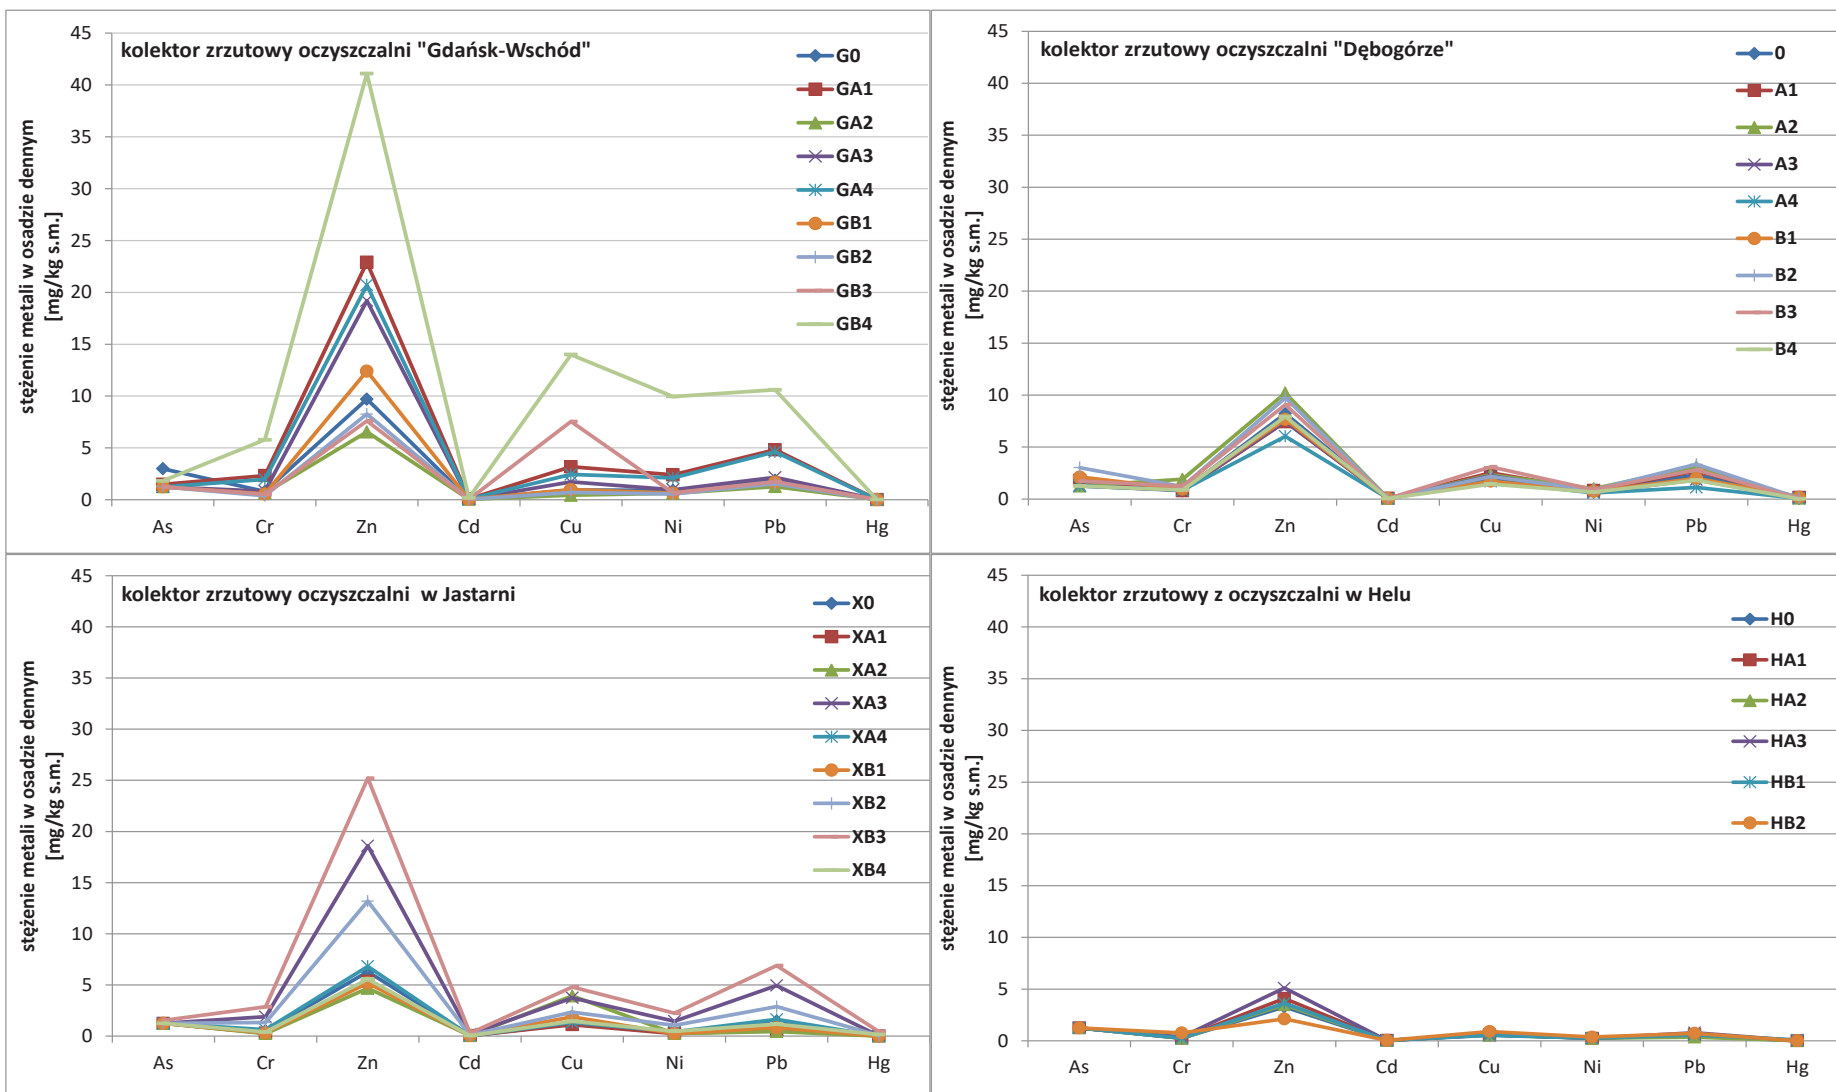 kolektor zrzutowy oczyszczalni "Gdańsk-Wschód"
stężenie metali w osadzie dennym
[mg/kg s.m.]
45
40
35
30
25
20
15
10
5
0
As Cr Zn Cd Cu Ni Pb Hg
G0
GA1
GA2
GA3
GA4
GB1
GB2
GB3
GB4
kolektor zrzutowy oczyszczalni "Dębogórze"
stężenie metali w osadzie dennym
[mg/kg s.m.]
45
40
35
30
25
20
15
10
5
0
As Cr Zn Cd Cu Ni Pb Hg
0
A1
A2
A3
A4
B1
B2
B3
B4
kolektor zrzutowy oczyszczalni w Jastarni
stężenie metali w osadzie dennym
[mg/kg s.m.]
45
40
35
30
25
20
15
10
5
0
As Cr Zn Cd Cu Ni Pb Hg
X0
XA1
XA2
XA3
XA4
XB1
XB2
XB3
XB4
kolektor zrzutowy z oczyszczalni w Helu
stężenie metali w osadzie dennym
[mg/kg s.m.]
45
40
35
30
25
20
15
10
5
0
As Cr Zn Cd Cu Ni Pb Hg
H0
HA1
HA2
HA3
HB1
HB2